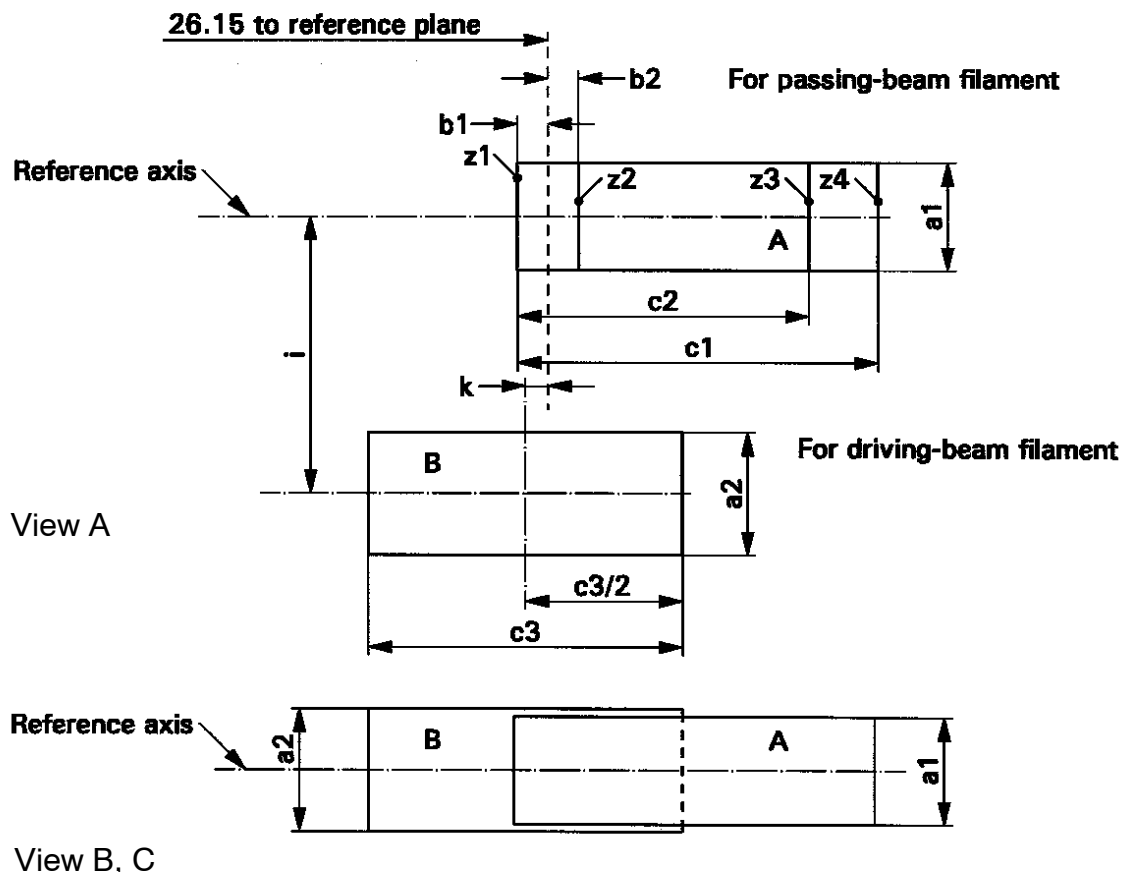 26.15 to reference plane
b2
For passing-beam filament
b1
z1
Reference axis
z2
z3
z4
a1
A
c2
c1
i
k
B
For driving-beam filament
a2
View A
c3/2
c3
Reference axis
a2
B
A
a1
View B, C